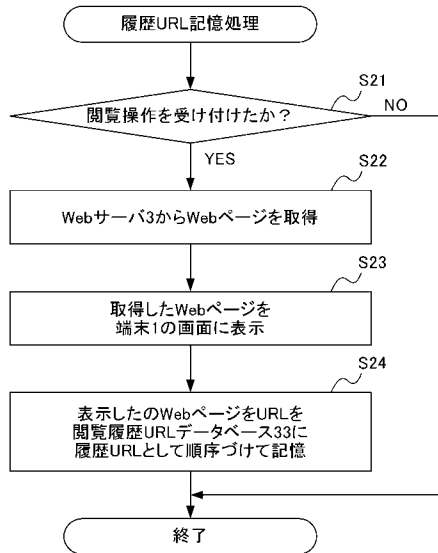 履歴URL記憶処理
S21
閲覧操作を受け付けたか？
NO
YES
S22
Webサーバ3からWebページを取得
S23
取得したWebページを
端末1の画面に表示
S24
表示したのWebページをURLを
閲覧履歴URLデータベース33に
履歴URLとして順序づけて記憶
終了